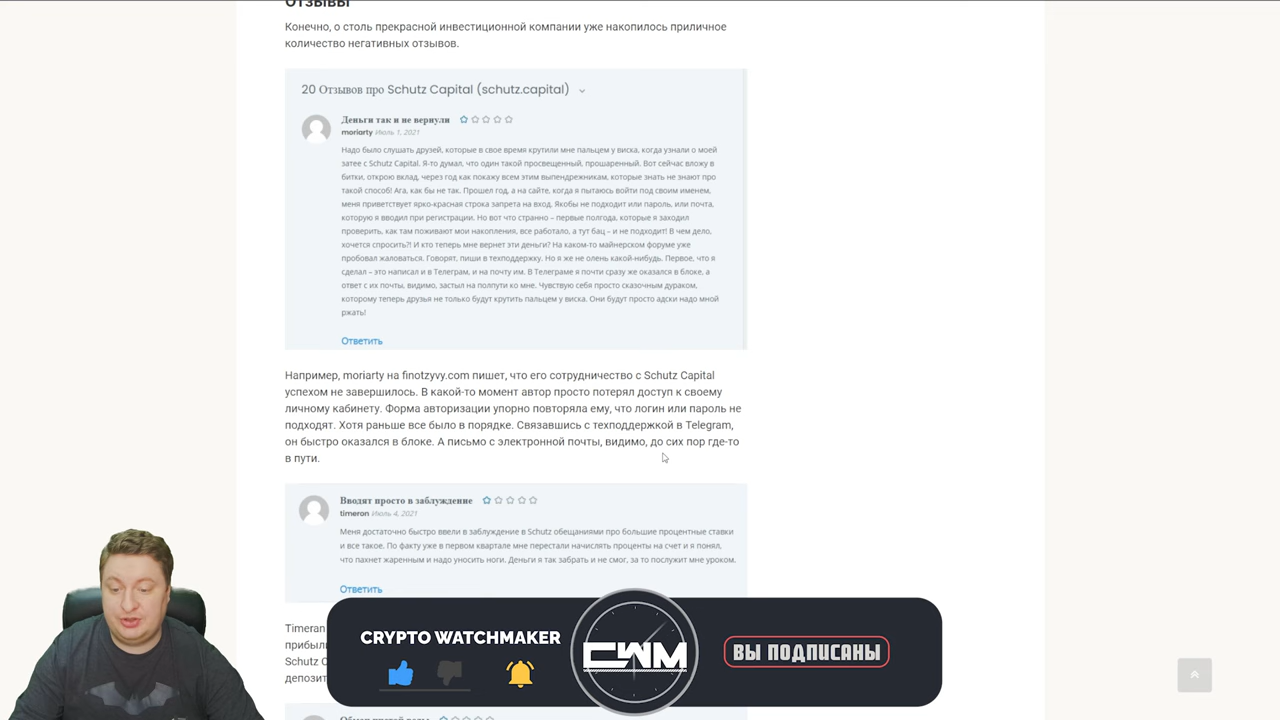 Отзывы
Конечно, о столь прекрасной инвестиционной компании уже накопилось приличное
количество негативных отзывов.
20 Отзывов про Schutz Capital (schutz.capital)
Деньги так и не вернули
moriarty Июль 1, 2021
Надо было слушать друзей, которые в свое время крутили мне пальцем у виска, когда узнали о моей
затее с Schutz Capital. Я-то думал, что один такой просвещенный, прошаренный. Вот сейчас вложу в
битки, открою вклад, через год как покажу всем этим выпендрежникам, которые знать не знают про
такой способ! Ага, как бы не так. Прошел год, а на сайте, когда я пытаюсь войти под своим именем,
меня приветствует ярко-красная строка запрета на вход. Якобы не подходит или пароль, или почта,
которую я вводил при регистрации. Но вот что странно – первые полгода, которые я заходил
проверить, как там поживают мои накопления, все работало, а тут бац – и не подходит! В чем дело,
хочется спросить?! И кто теперь мне вернет эти деньги? На каком-то майнерском форуме уже
пробовал жаловаться. Говорят, пиши в техподдержку. Но я же не олень какой-нибудь. Первое, что я
сделал – это написал и в Телеграм, и на почту им. В Телеграме я почти сразу же оказался в блоке, а
ответ с их почты, видимо, застыл на полпути ко мне. Чувствую себя просто сказочным дураком,
которому теперь друзья не только будут крутить пальцем у виска. Они будут просто адски надо мной
ржать!
Ответить
Например, moriarty на finotzyvy.com пишет, что его сотрудничество с Schutz Capital
успехом не завершилось. В какой-то момент автор просто потерял доступ к своему
личному кабинету. Форма авторизации упорно повторяла ему, что логин или пароль не
подходят. Хотя раньше все было в порядке. Связавшись с техподдержкой в Telegram,
он быстро оказался в блоке. А письмо с электронной почты, видимо, до сих пор где-то
в пути.
Вводят просто в заблуждение
timeron Июль 4, 2021
Меня достаточно быстро ввели в заблуждение в Schutz обещаниями про большие процентные ставки
и все такое. По факту уже в первом квартале мне перестали начислять проценты на счет и я понял,
что пахнет жаренным и надо уносить ноги. Деньги я так забрать и не смог, за то послужит мне уроком.
Ответить
Timeron
прибыли
Schutz C
депозит
CRYPTO WATCHMAKER
CWM
ВЫ ПОДПИСАНЫ